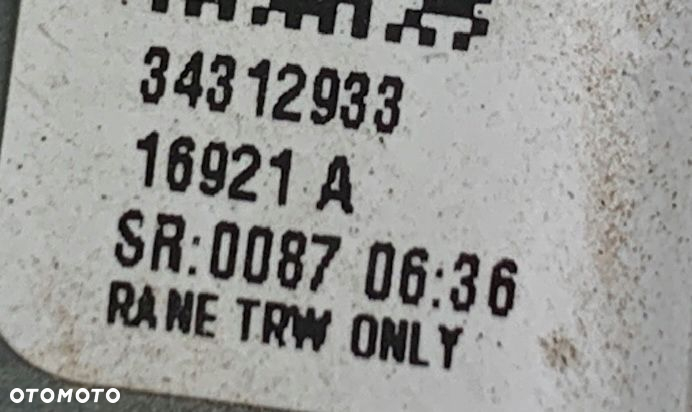 34312933
16921 A
SR:0087 06:36
RANE TRW ONLY
OTOMOTO